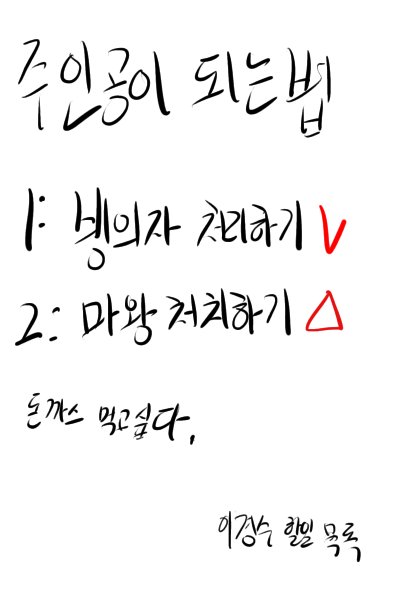 주인공이 되는법
1: 빙의자 처리하기 V
2: 마왕 처치하기 △
돈까스 먹고싶다,
이경수 할일 목록